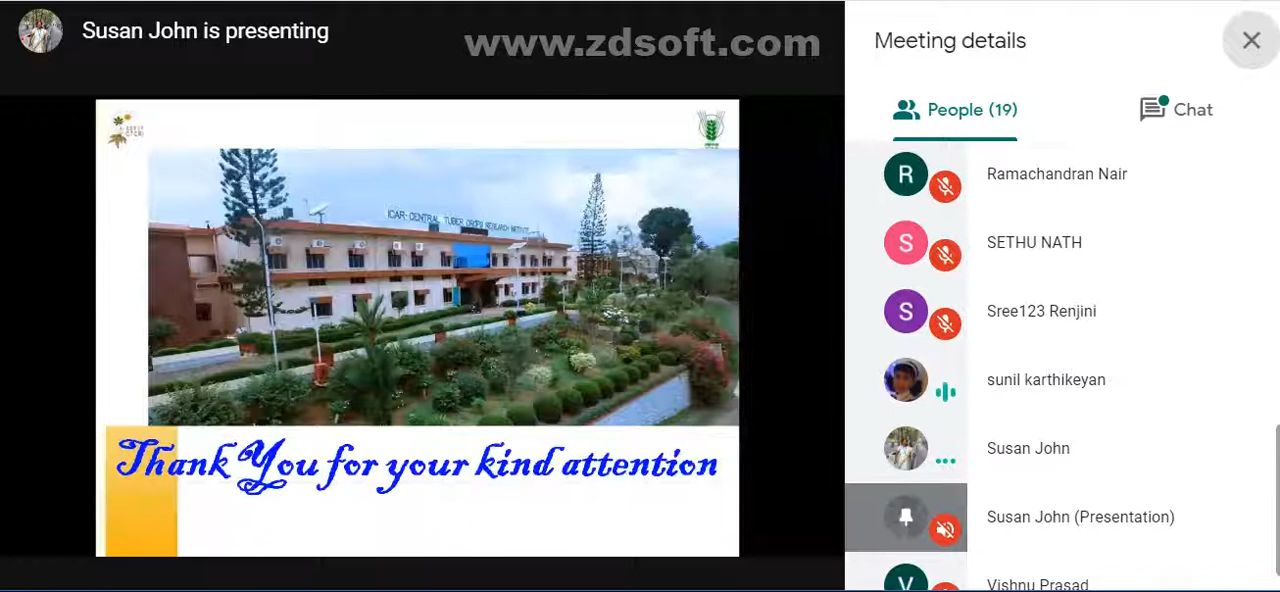 Susan John is presenting
www.zdsoft.com
ICAR-CENTRAL TUBER CROPS RESEARCH INSTITUTE
Thank You for your kind attention
Meeting details
People (19)
Chat
R
Ramachandran Nair
S
SETHU NATH
S
Sree123 Renjini
sunil karthikeyan
Susan John
Susan John (Presentation)
V
Vishnu Prasad